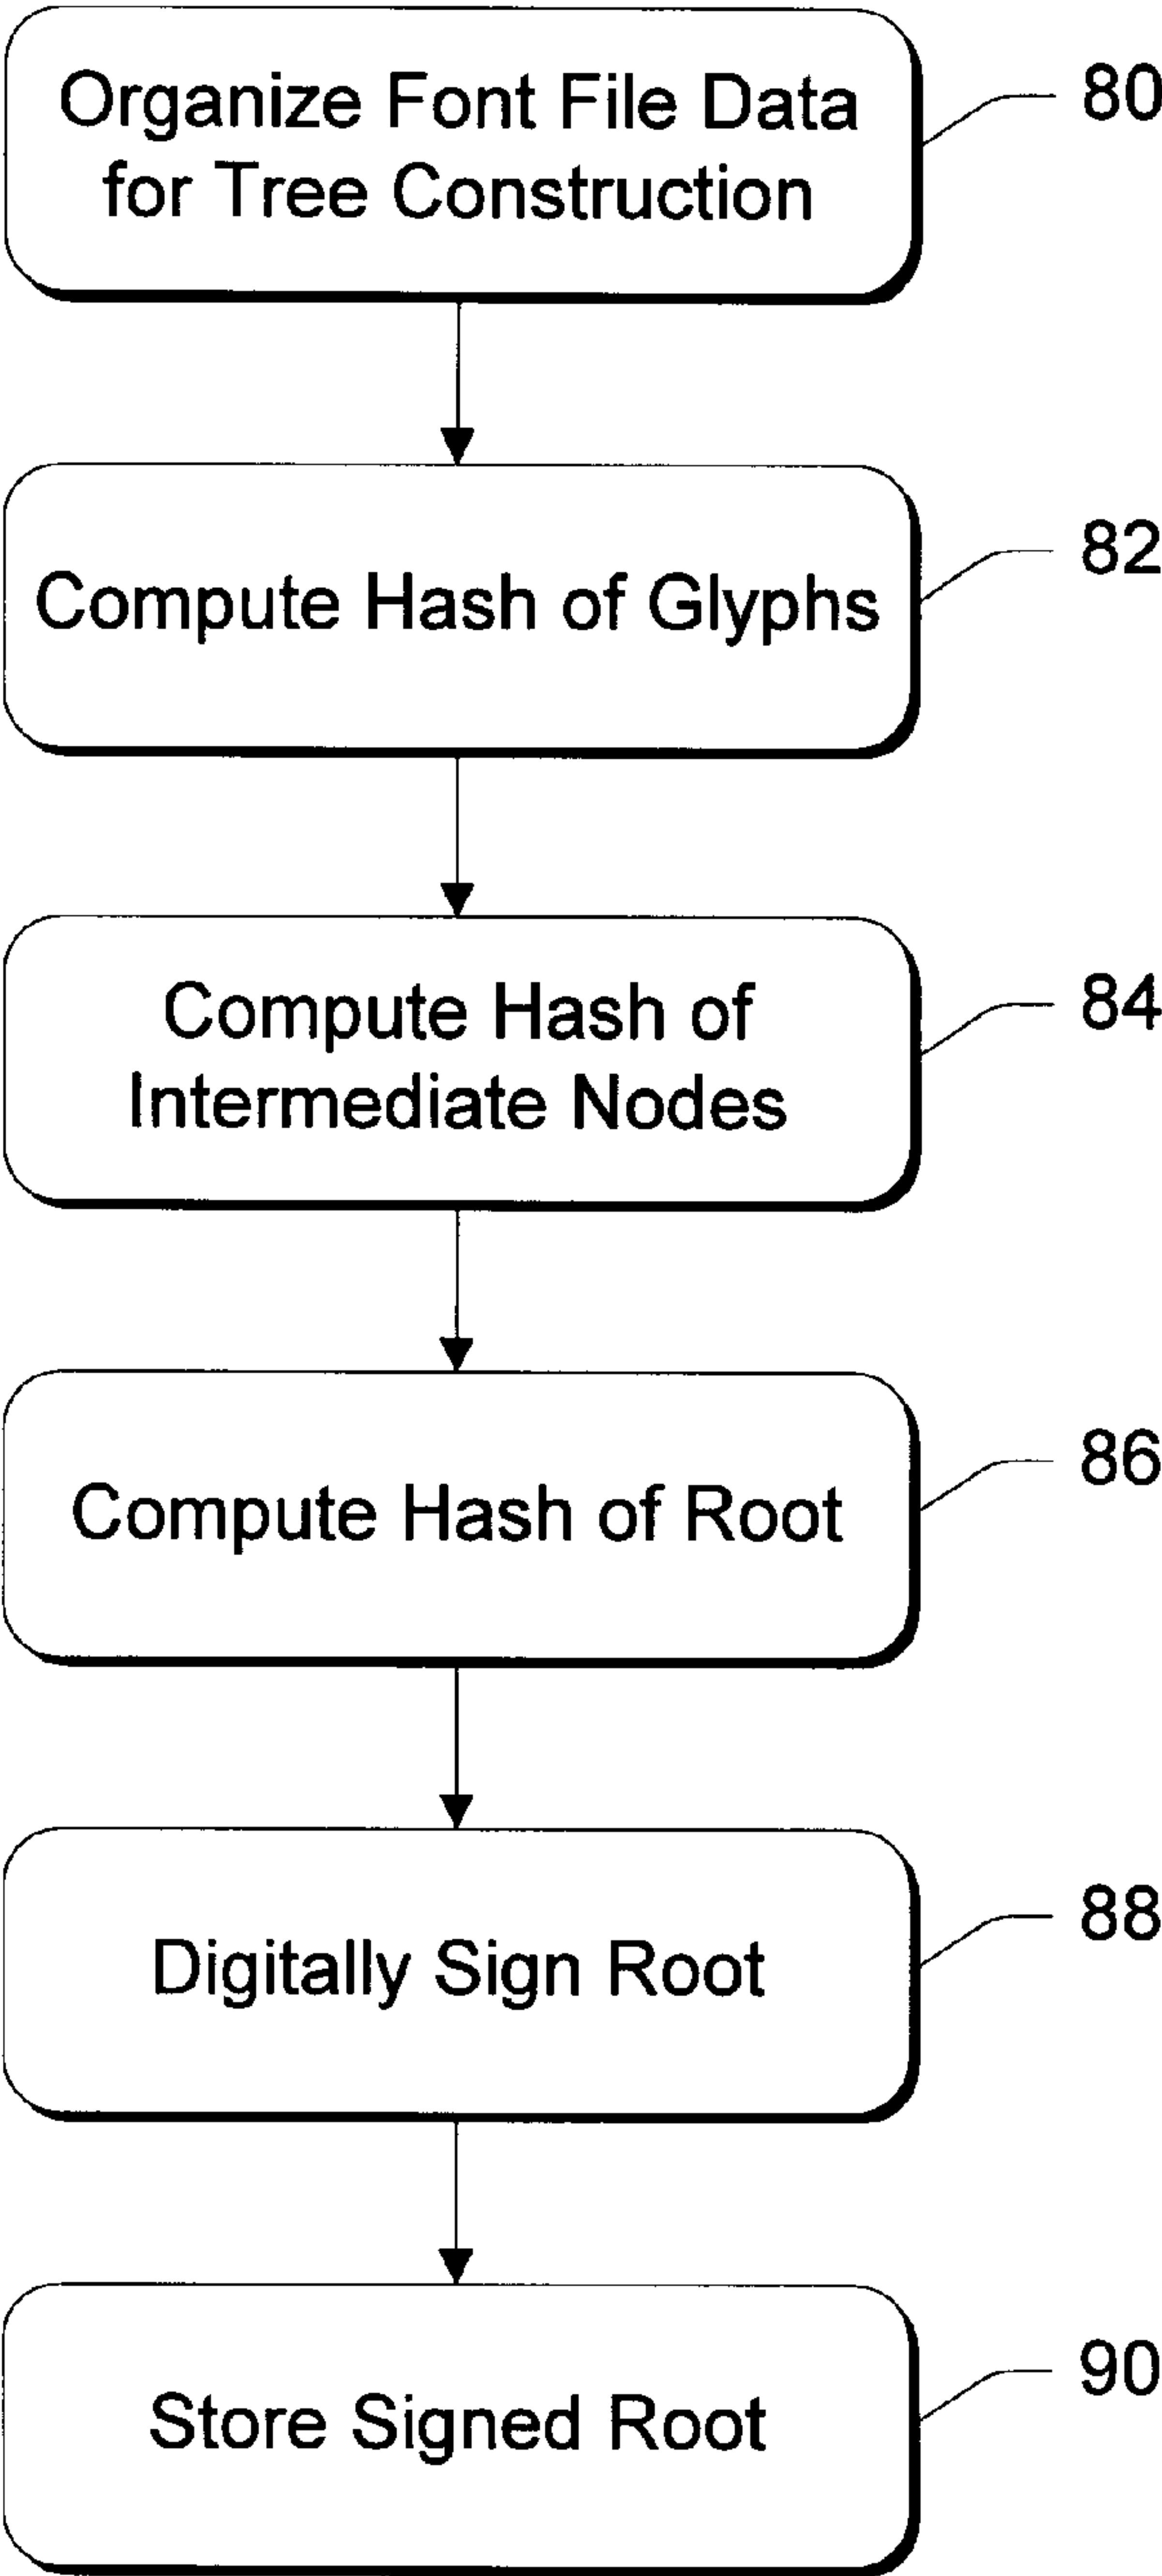 Organize Font File Data
for Tree Construction
80
Compute Hash of Glyphs
82
Compute Hash of
Intermediate Nodes
84
Compute Hash of Root
86
Digitally Sign Root
88
Store Signed Root
90